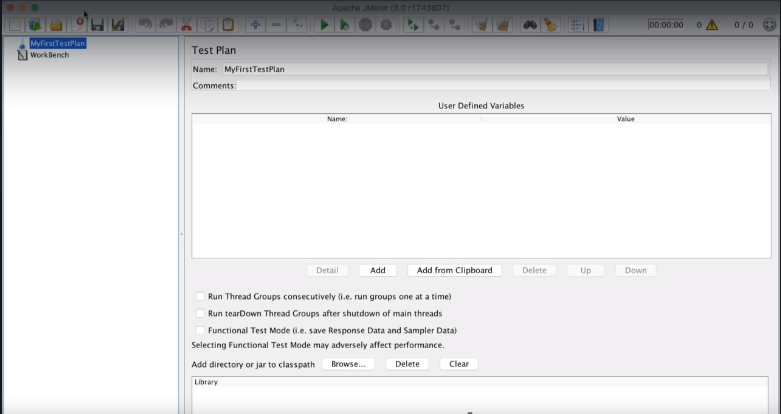 Apache JMeter (3.0 r1743807)
00:00:00 0 0 / 0
MyFirstTestPlan
WorkBench
Test Plan
Name: MyFirstTestPlan
Comments:
User Defined Variables
Name: Value
Detail Add Add from Clipboard Delete Up Down
Run Thread Groups consecutively (i.e. run groups one at a time)
Run tearDown Thread Groups after shutdown of main threads
Functional Test Mode (i.e. save Response Data and Sampler Data)
Selecting Functional Test Mode may adversely affect performance.
Add directory or jar to classpath Browse... Delete Clear
Library